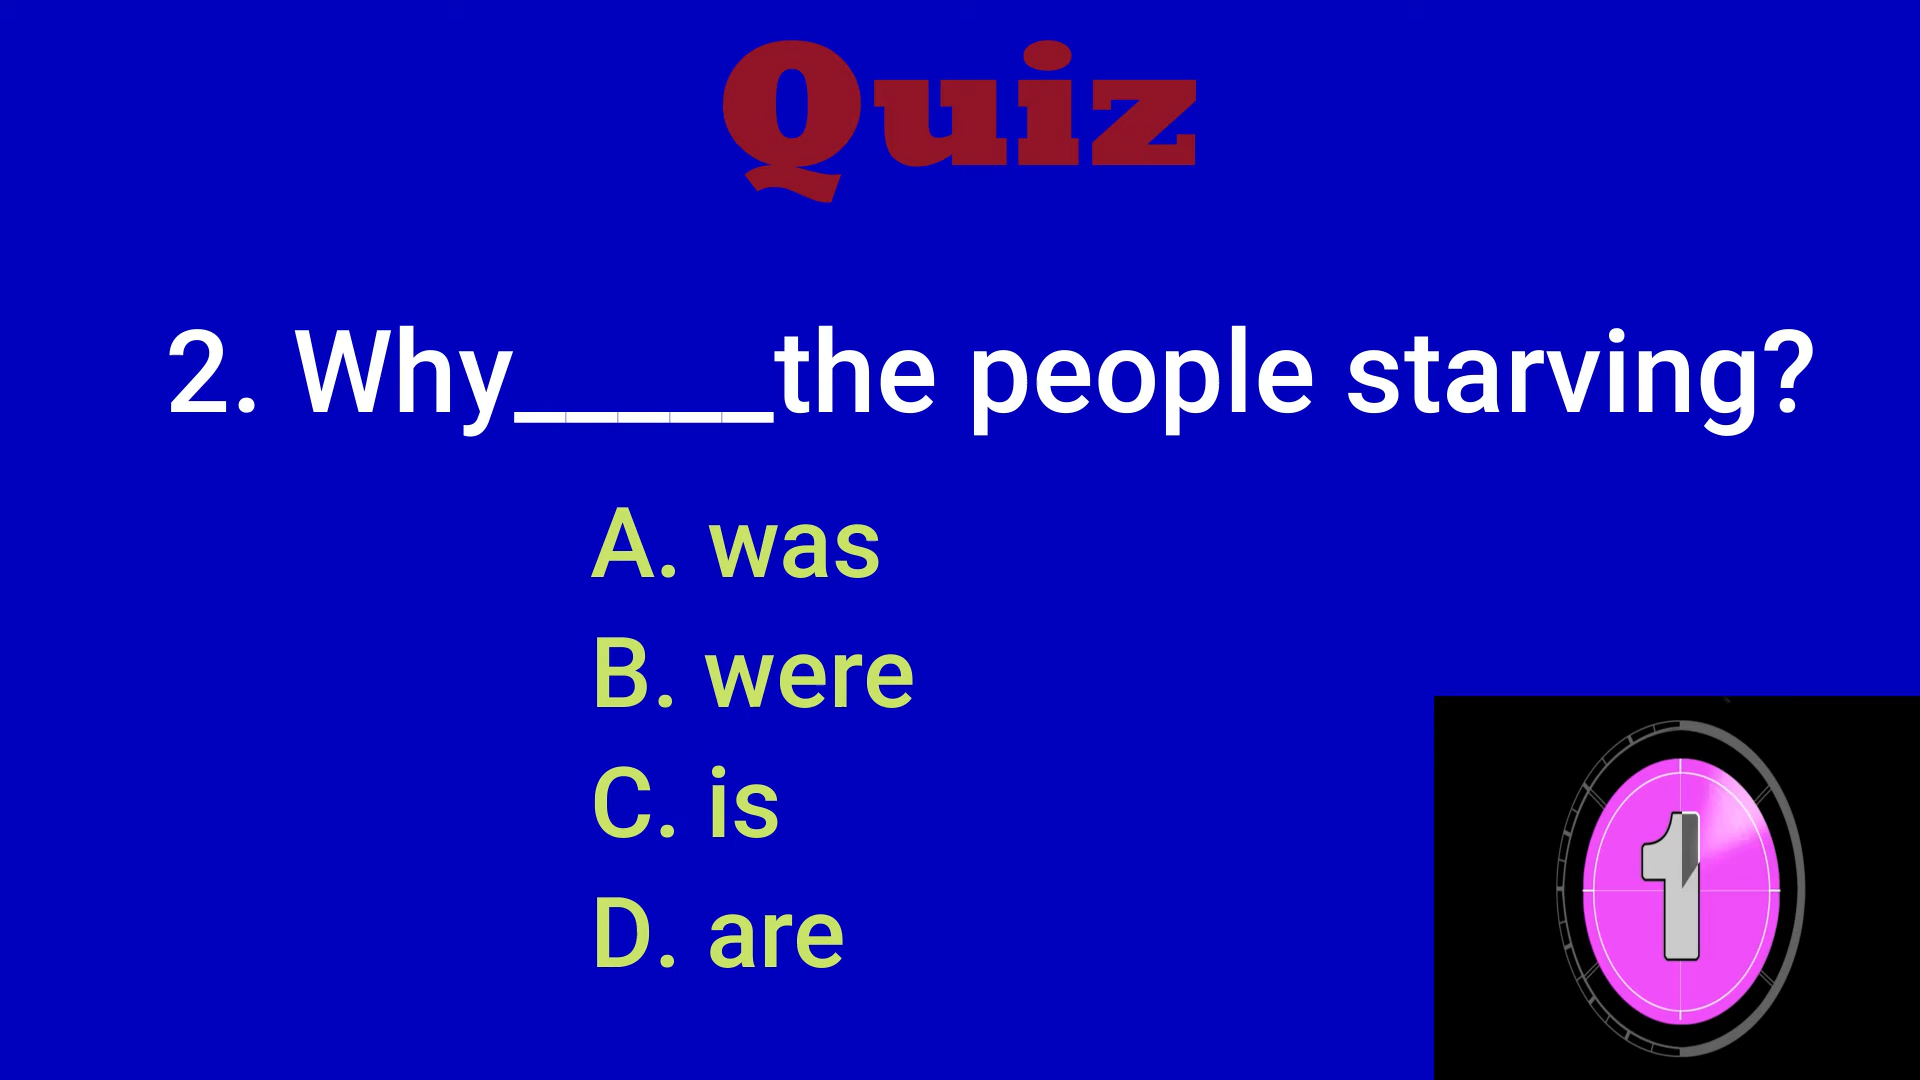 Quiz
2. Why_____the people starving?
A. was
B. were
C. is
D. are
1